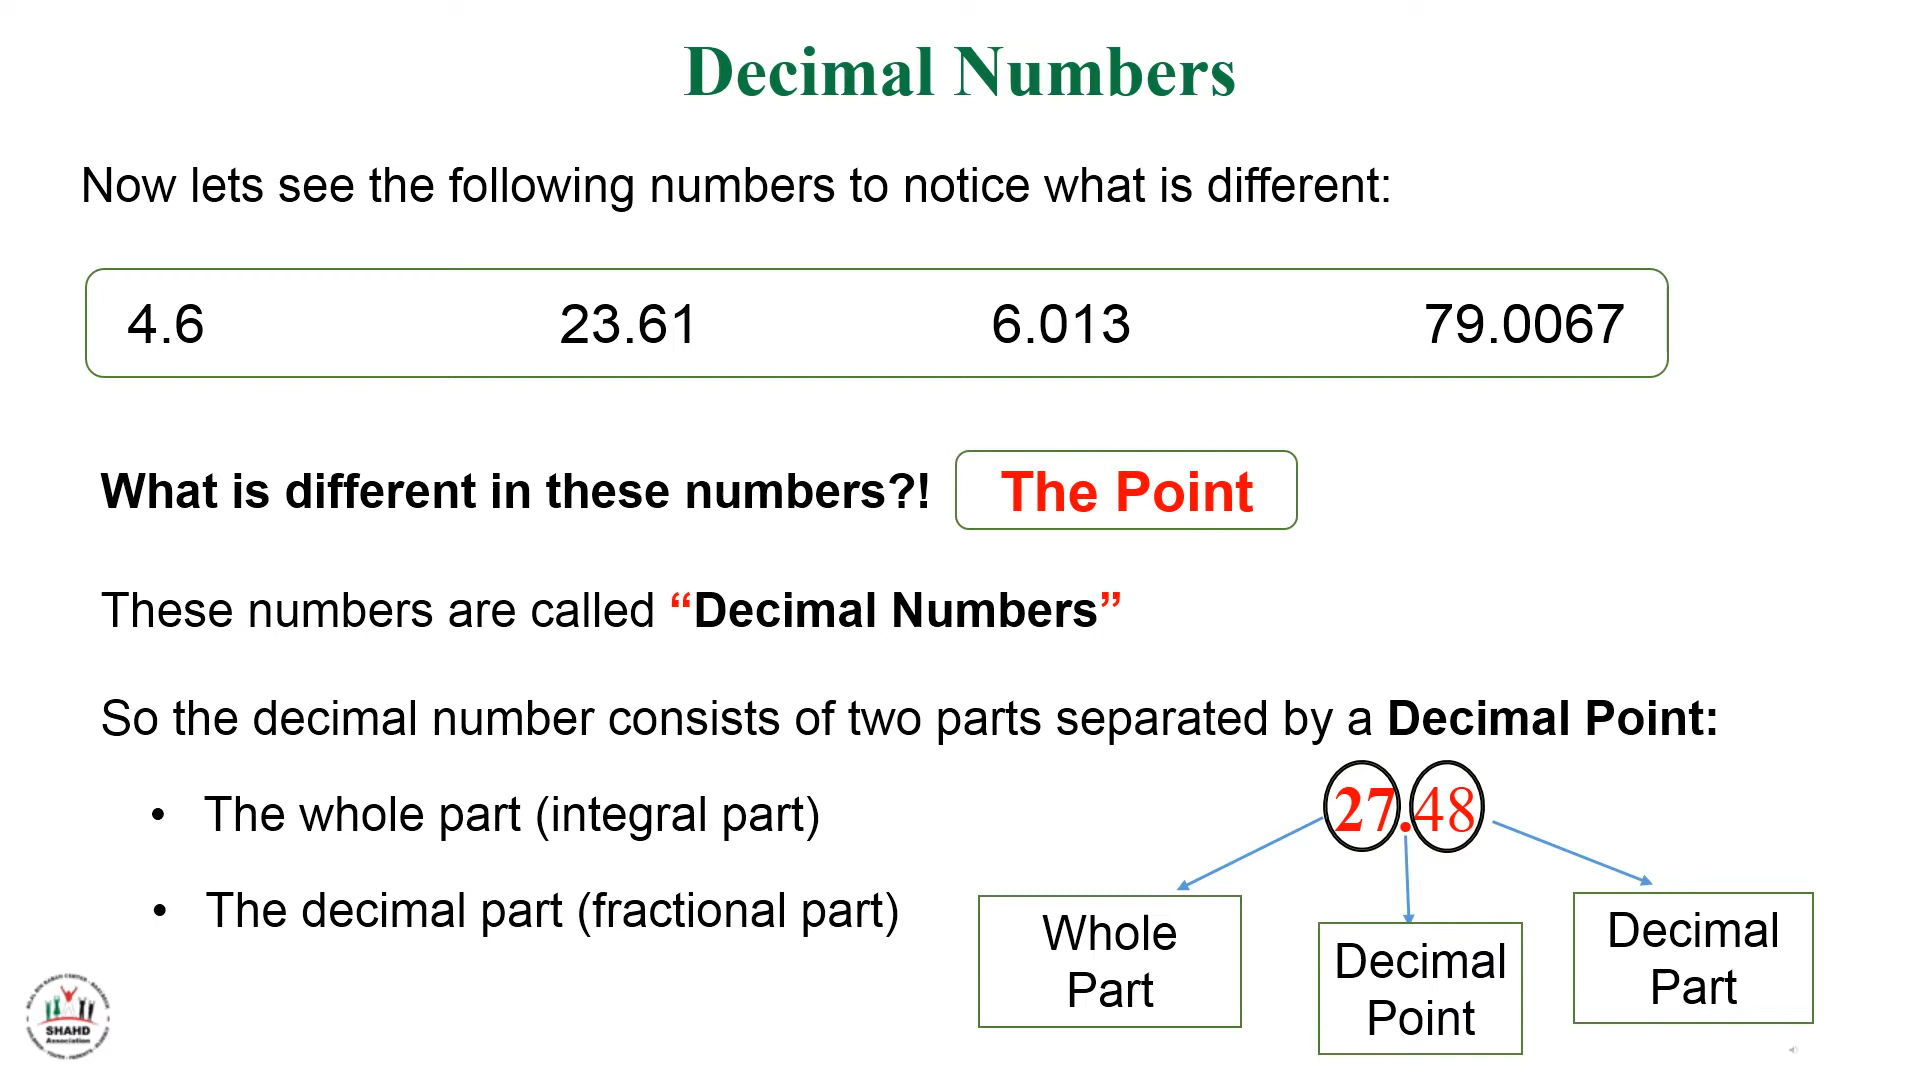 Decimal Numbers
Now lets see the following numbers to notice what is different:
4.6 23.61 6.013 79.0067
What is different in these numbers?! The Point
These numbers are called “Decimal Numbers”
So the decimal number consists of two parts separated by a Decimal Point:
• The whole part (integral part)
27.48
• The decimal part (fractional part)
Whole
Part
Decimal
Point
Decimal
Part
SHAHD
Association